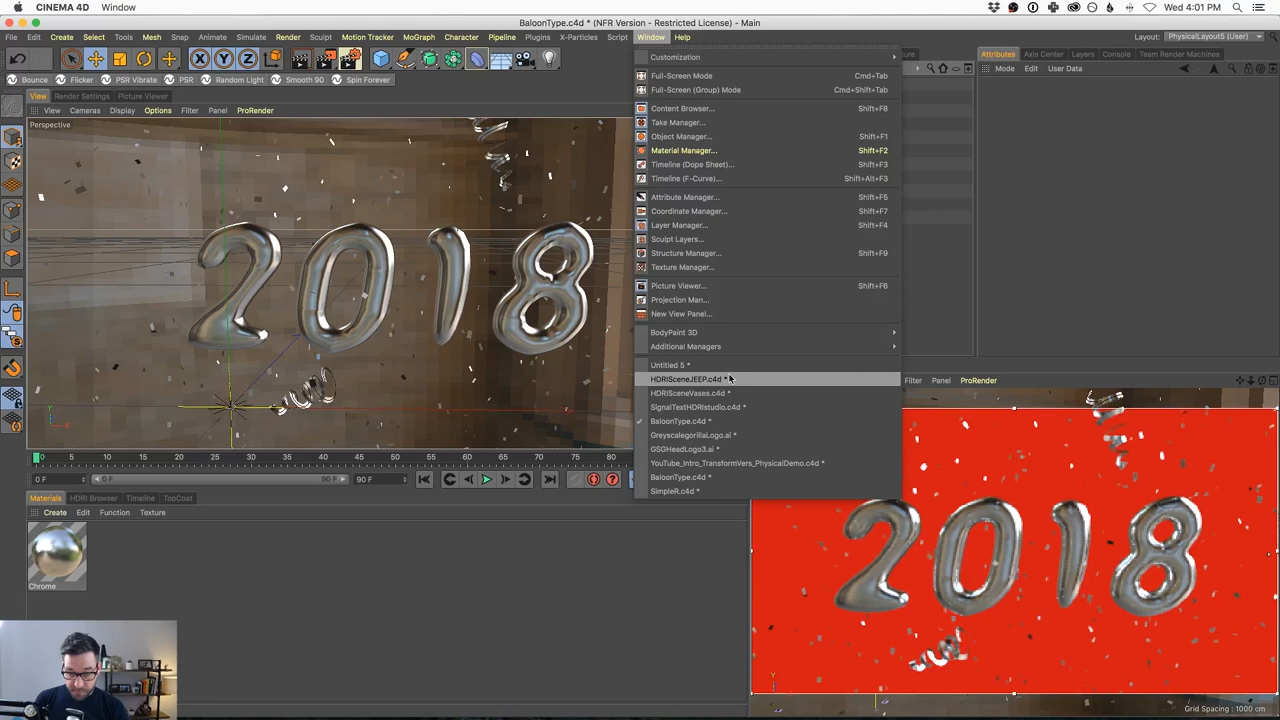 CINEMA 4D Window
Wed 4:01 PM
BaloonType.c4d * (NFR Version - Restricted License) - Main
File Edit Create Select Tools Mesh Snap Animate Simulate Render Sculpt Motion Tracker MoGraph Character Pipeline Plugins X-Particles Script Window Help
Layout: PhysicalLayout5 (User)
Bounce Flicker PSR Vibrate PSR Random Light Smooth 90 Spin Forever
View Render Settings Picture Viewer
View Cameras Display Options Filter Panel ProRender
Perspective
Customization
Full-Screen Mode Cmd+Tab
Full-Screen (Group) Mode Cmd+Shift+Tab
Content Browser... Shift+F8
Take Manager...
Object Manager... Shift+F1
Material Manager... Shift+F2
Timeline (Dope Sheet)... Shift+F3
Timeline (F-Curve)... Shift+Alt+F3
Attribute Manager... Shift+F5
Coordinate Manager... Shift+F7
Layer Manager... Shift+F4
Sculpt Layers...
Structure Manager... Shift+F9
Texture Manager...
Picture Viewer... Shift+F6
Projection Man...
New View Panel...
BodyPaint 3D
Additional Managers
Untitled 5 *
HDRISceneJEEP.c4d *
HDRISceneVases.c4d *
SignalTextHDRIstudio.c4d *
BaloonType.c4d *
GreyscalegorillaLogo.ai *
GSGHeadLogo3.ai *
YouTube_Intro_TransformVers_PhysicalDemo.c4d *
BaloonType.c4d *
SimpleR.c4d *
Attributes Axis Center Layers Console Team Render Machines
Mode Edit User Data
2018
Y
X
0 5 10 15 20 25 30 35 40 45 50 55 60 65 70 75 80
0 F 0 F 90 F 90 F
Materials HDRI Browser Timeline TopCoat
Create Edit Function Texture
Chrome
Filter Panel ProRender
2018
Y
Grid Spacing : 1000 cm